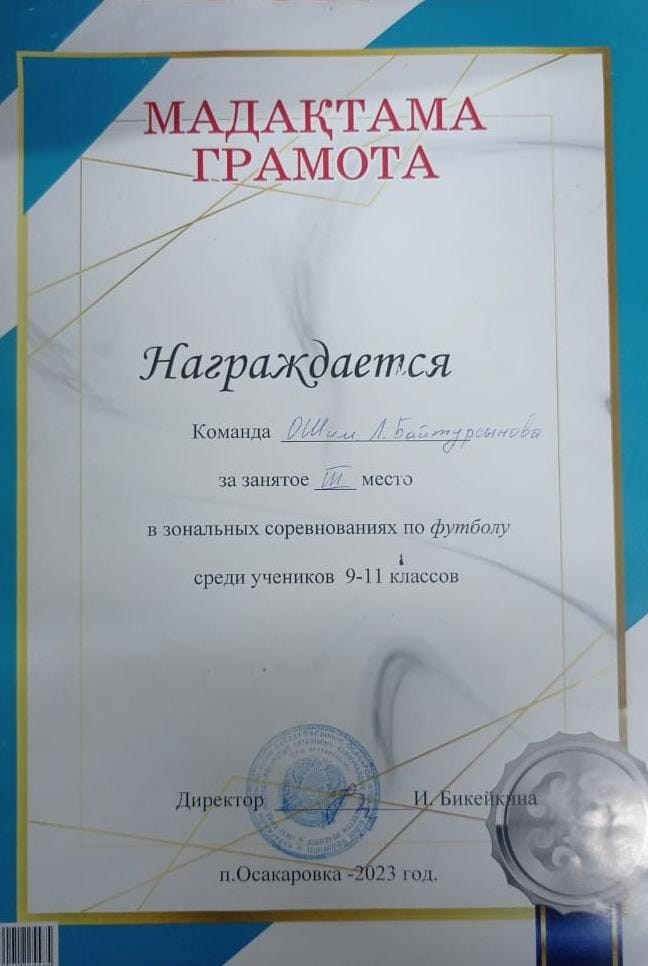 МАДАҚТАМА
ГРАМОТА
Награждается
Команда ОШим А. Байтурсынова
за занятое III место
в зональных соревнованиях по футболу
среди учеников 9-11 классов
Директор И. Бикейкина
п.Осакаровка -2023 год.